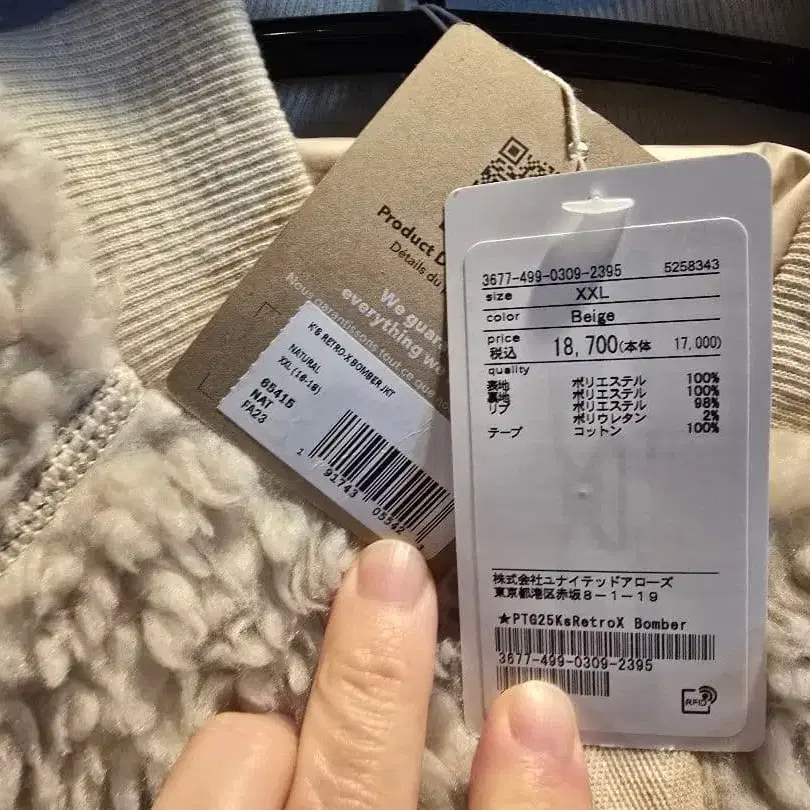 Product D
Détails du
We guar
everything w
Nous garantissons tout ce que no
K'S RETRO-X BOMBER JKT
NATURAL
XXL (16-18)
65415
NAT
FA23
1 91743 05542
3677-499-0309-2395 5258343
size XXL
color Beige
price 税込 18,700(本体 17,000)
quality
表地 ポリエステル 100%
裏地 ポリエステル 100%
リブ ポリエステル 98%
ポリウレタン 2%
テープ コットン 100%
株式会社ユナイテッドアローズ
東京都港区赤坂8-1-19
★PTG25KsRetroX Bomber
3677-499-0309-2395
RFID